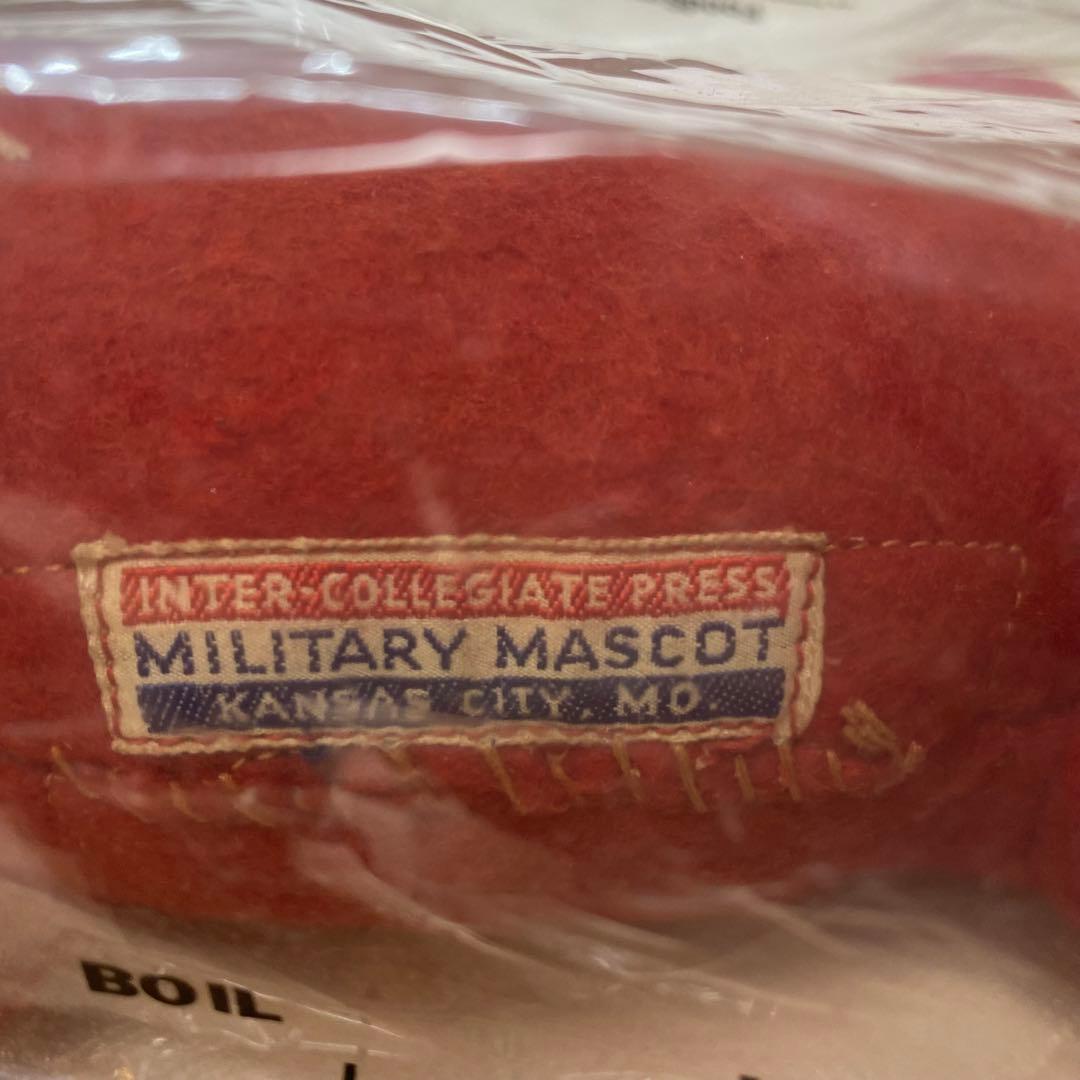 INTER-COLLEGIATE PRESS
MILITARY MASCOT
KANSAS CITY, MO.
BOIL